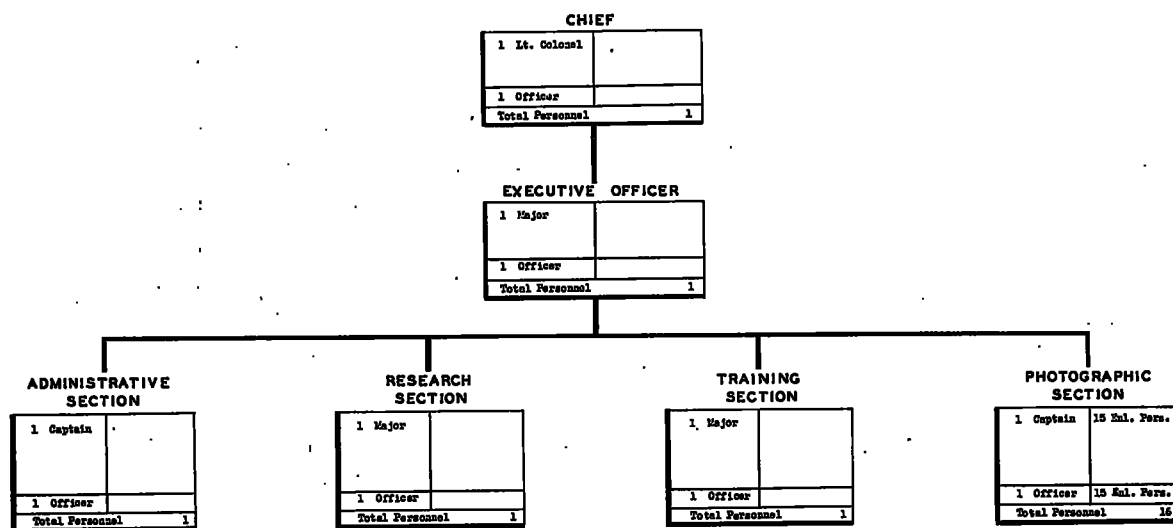 CHIEF
1 Lt. Colonel
1 Officer
Total Personnel 1
EXECUTIVE OFFICER
1 Major
1 Officer
Total Personnel 1
ADMINISTRATIVE
SECTION
1 Captain
1 Officer
Total Personnel 1
RESEARCH
SECTION
1 Major
1 Officer
Total Personnel 1
TRAINING
SECTION
1 Major
1 Officer
Total Personnel 1
PHOTOGRAPHIC
SECTION
1 Captain 15 Enl. Pers.
1 Officer 15 Enl. Pers.
Total Personnel 16